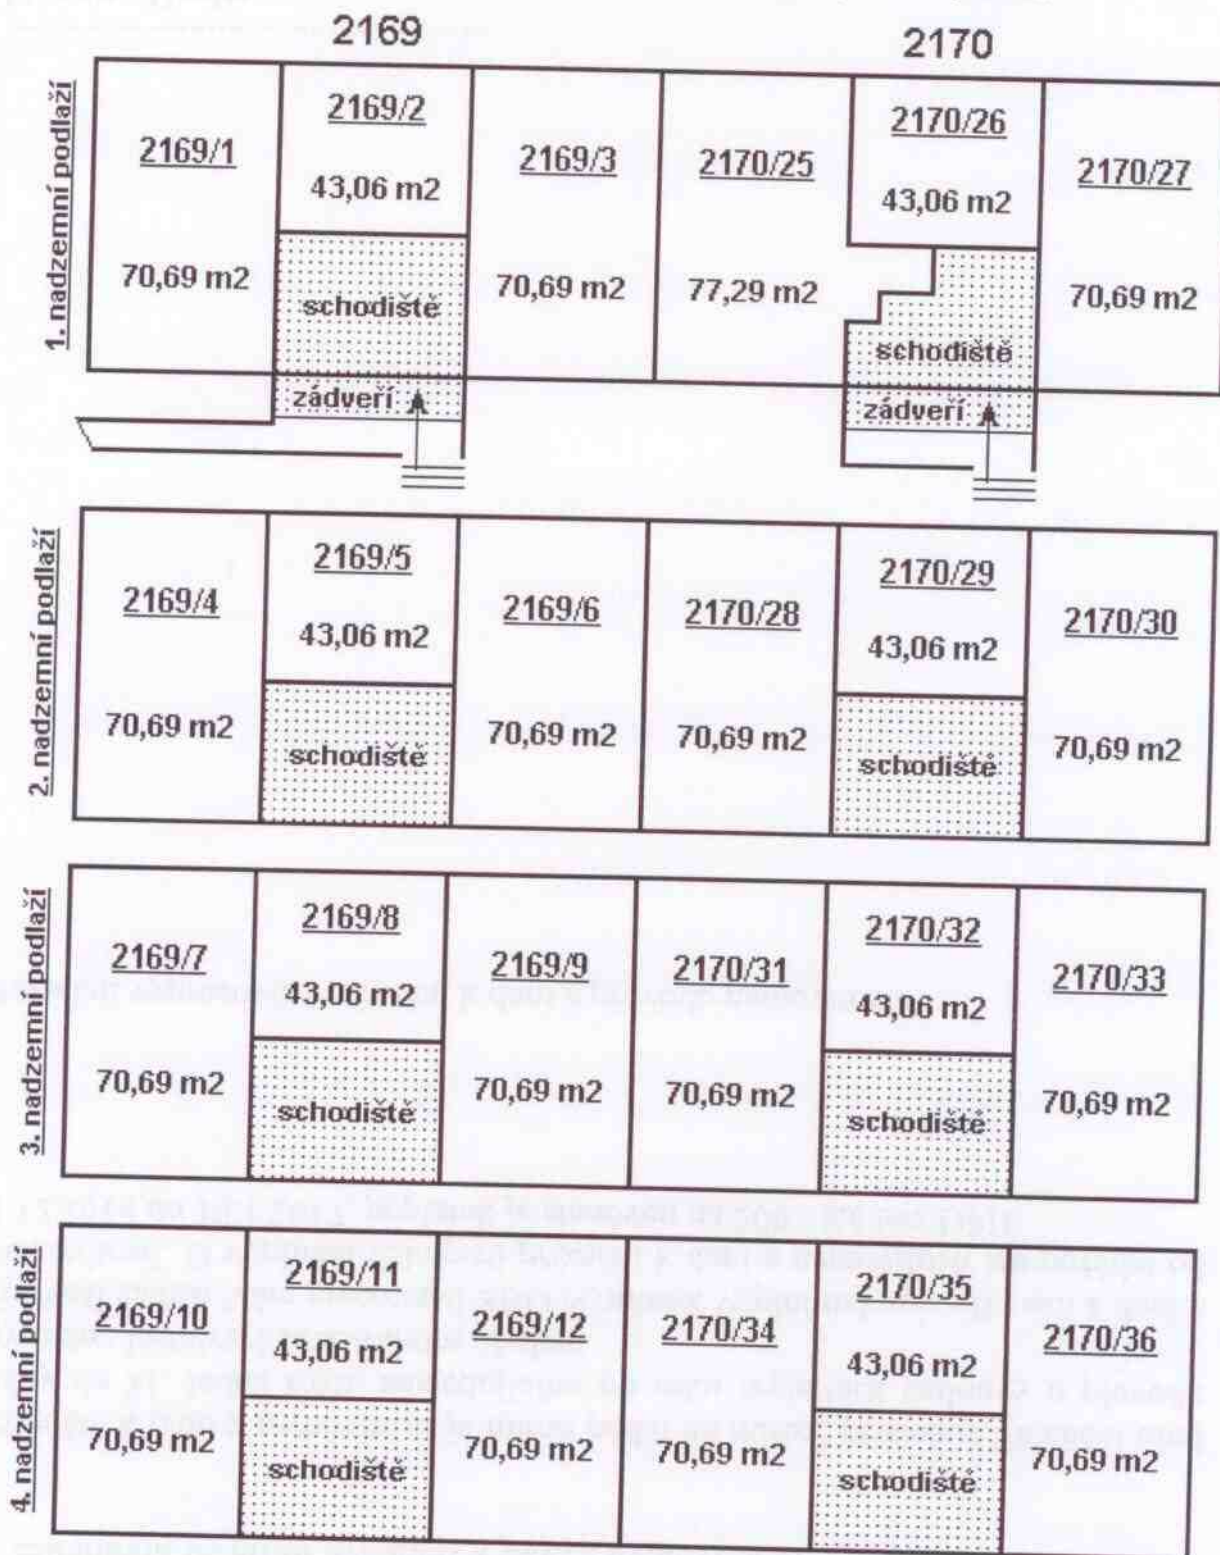 2169 2170
1. nadzemní podlaží
2169/1 2169/2 2169/3 2170/25 2170/26 2170/27
43,06 m2 43,06 m2
70,69 m2 schodiště 70,69 m2 77,29 m2 schodiště 70,69 m2
zádveří zádveří
2. nadzemní podlaží
2169/4 2169/5 2169/6 2170/28 2170/29 2170/30
43,06 m2 43,06 m2
70,69 m2 schodiště 70,69 m2 70,69 m2 schodiště 70,69 m2
3. nadzemní podlaží
2169/7 2169/8 2169/9 2170/31 2170/32 2170/33
43,06 m2 43,06 m2
70,69 m2 schodiště 70,69 m2 70,69 m2 schodiště 70,69 m2
4. nadzemní podlaží
2169/10 2169/11 2169/12 2170/34 2170/35 2170/36
43,06 m2 43,06 m2
70,69 m2 schodiště 70,69 m2 70,69 m2 schodiště 70,69 m2